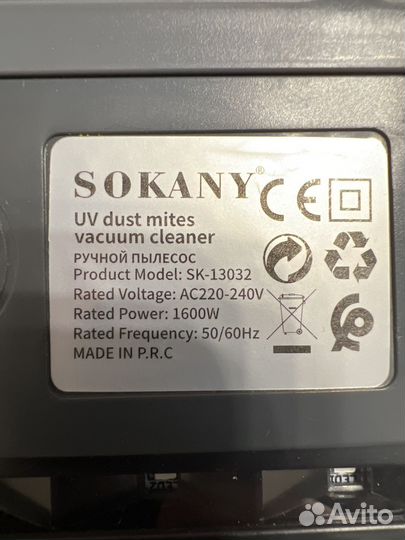 SOKANY®
CE
UV dust mites
vacuum cleaner
РУЧНОЙ ПЫЛЕСОС
Product Model: SK-13032
Rated Voltage: AC220-240V
Rated Power: 1600W
Rated Frequency: 50/60Hz
MADE IN P.R.C
Avito